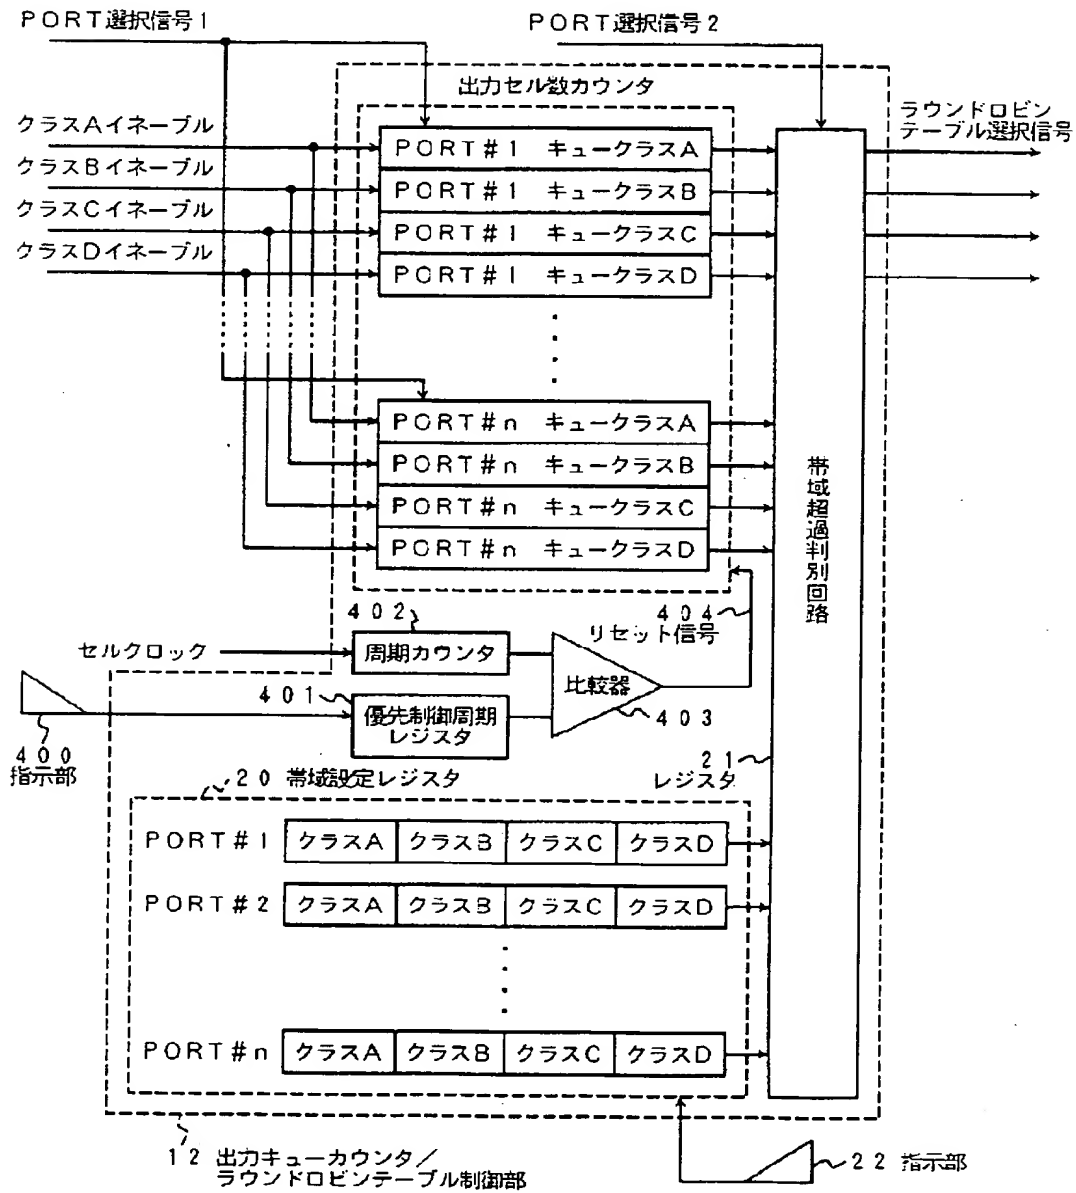 PORT選択信号1
PORT選択信号2
出力セル数カウンタ
ラウンドロビン
テーブル選択信号
クラスAイネーブル
クラスBイネーブル
クラスCイネーブル
クラスDイネーブル
PORT#1 キュークラスA
PORT#1 キュークラスB
PORT#1 キュークラスC
PORT#1 キュークラスD
PORT#n キュークラスA
PORT#n キュークラスB
PORT#n キュークラスC
PORT#n キュークラスD
帯域超過判別回路
402
404
リセット信号
セルクロック
周期カウンタ
比較器
401
優先制御周期
レジスタ
403
400
指示部
21
レジスタ
20 帯域設定レジスタ
PORT#1 クラスA クラスB クラスC クラスD
PORT#2 クラスA クラスB クラスC クラスD
PORT#n クラスA クラスB クラスC クラスD
12 出力キューカウンタ/
ラウンドロビンテーブル制御部
22 指示部